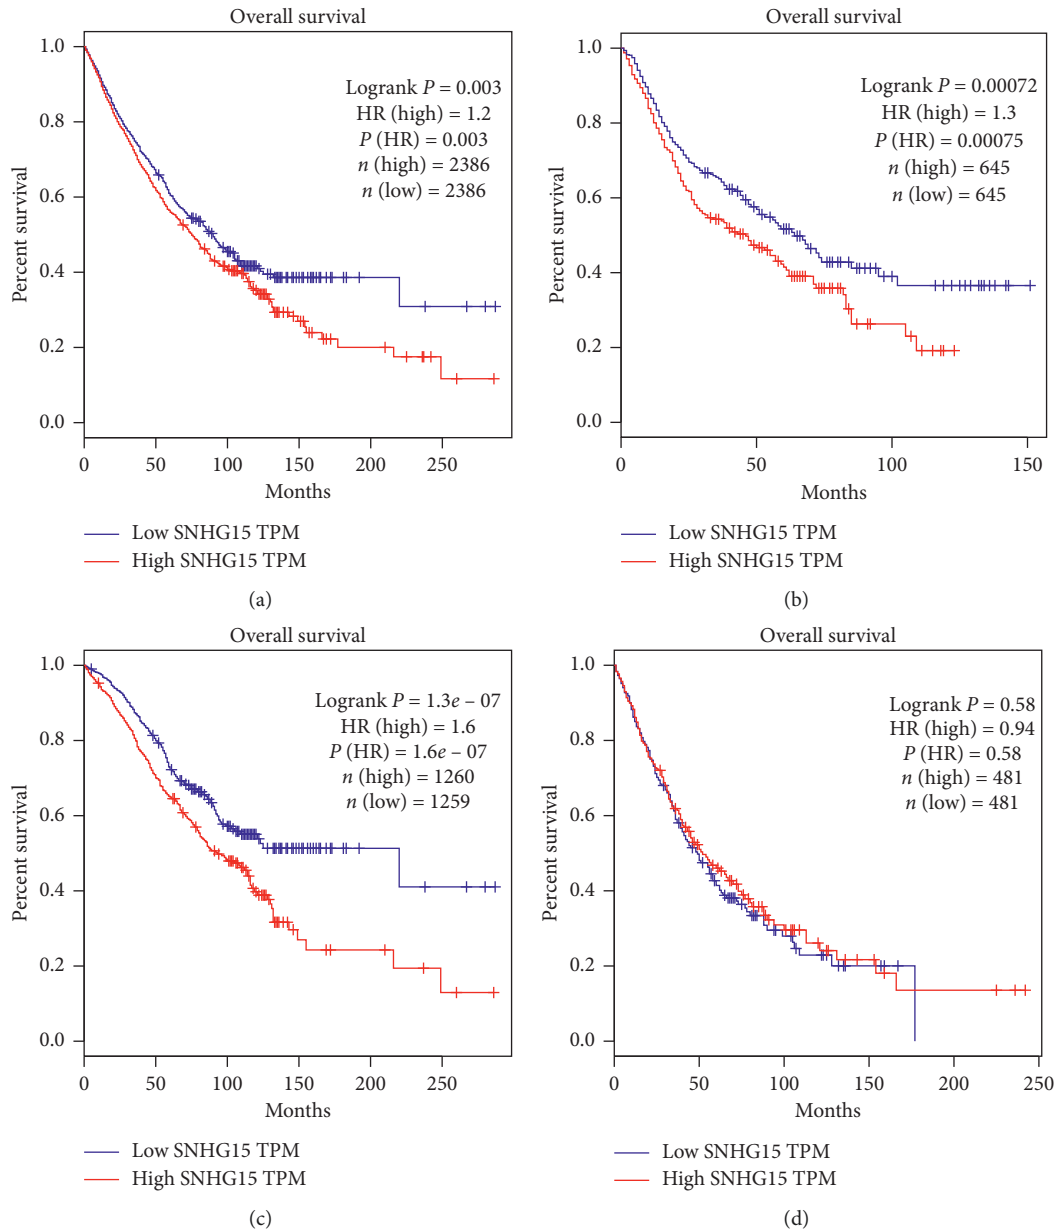 Overall survival
1.0
0.8
0.6
0.4
0.2
0.0
Percent survival
Logrank P = 0.003
HR (high) = 1.2
P (HR) = 0.003
n (high) = 2386
n (low) = 2386
0 50 100 150 200 250
Months
Low SNHG15 TPM
High SNHG15 TPM
(a)
Overall survival
1.0
0.8
0.6
0.4
0.2
0.0
Percent survival
Logrank P = 0.00072
HR (high) = 1.3
P (HR) = 0.00075
n (high) = 645
n (low) = 645
0 50 100 150
Months
Low SNHG15 TPM
High SNHG15 TPM
(b)
Overall survival
1.0
0.8
0.6
0.4
0.2
0.0
Percent survival
Logrank P = 1.3e – 07
HR (high) = 1.6
P (HR) = 1.6e – 07
n (high) = 1260
n (low) = 1259
0 50 100 150 200 250
Months
Low SNHG15 TPM
High SNHG15 TPM
(c)
Overall survival
1.0
0.8
0.6
0.4
0.2
0.0
Percent survival
Logrank P = 0.58
HR (high) = 0.94
P (HR) = 0.58
n (high) = 481
n (low) = 481
0 50 100 150 200 250
Months
Low SNHG15 TPM
High SNHG15 TPM
(d)